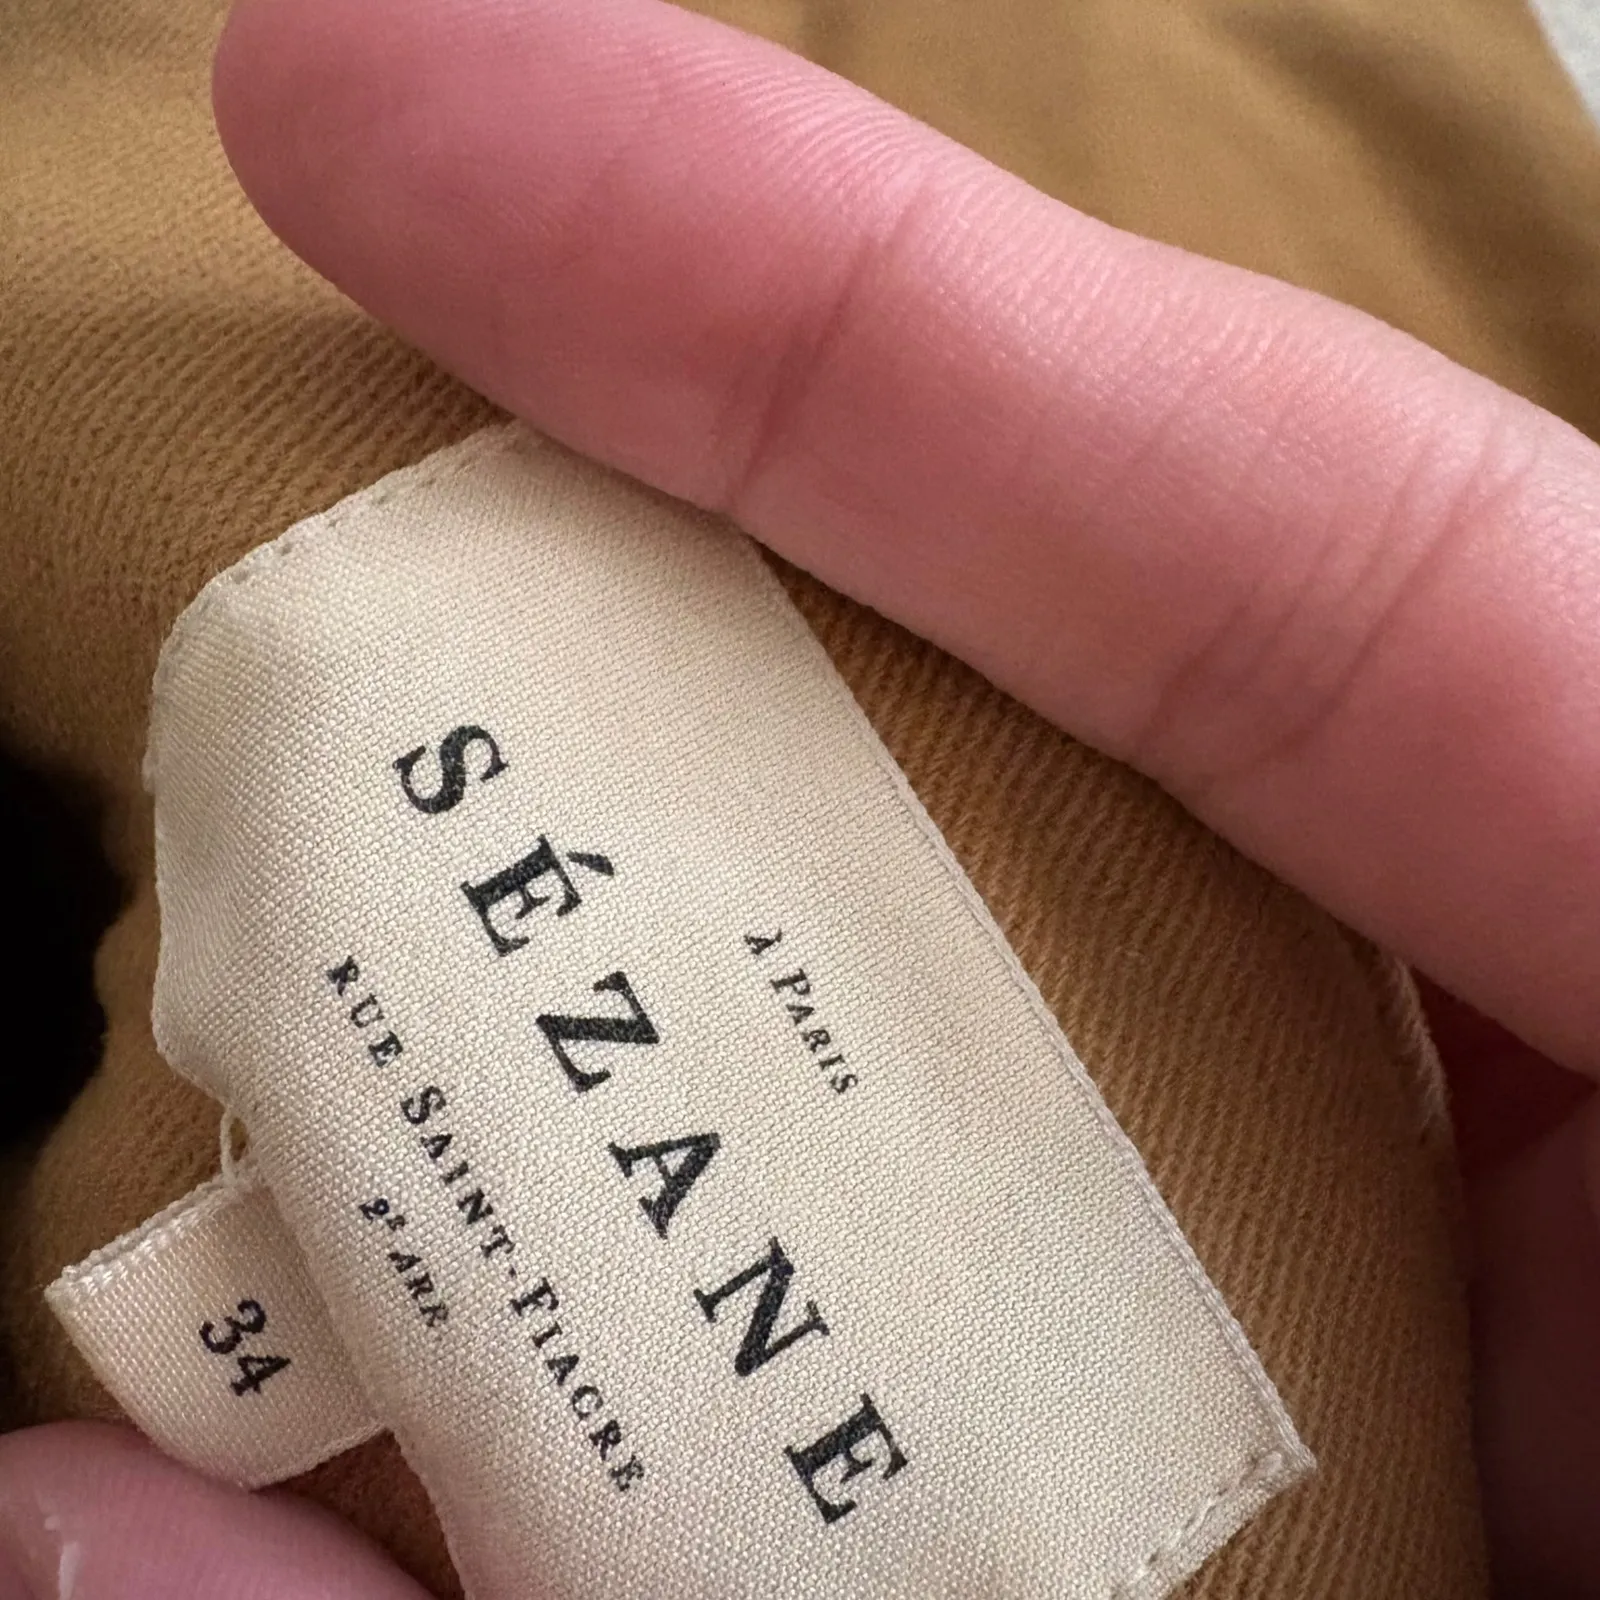 À PARIS
SÉZANE
RUE SAINT-FIACRE
2E ARR.
34